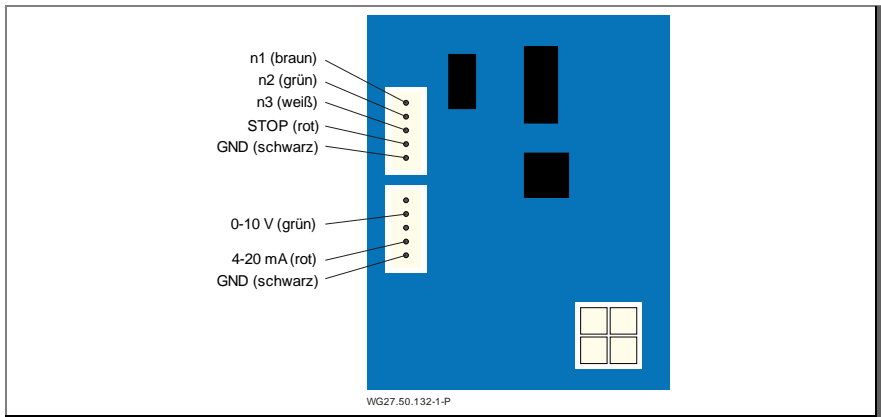 n1 (braun)
n2 (grün)
n3 (weiß)
STOP (rot)
GND (schwarz)
0-10 V (grün)
4-20 mA (rot)
GND (schwarz)
WG27.50.132-1-P